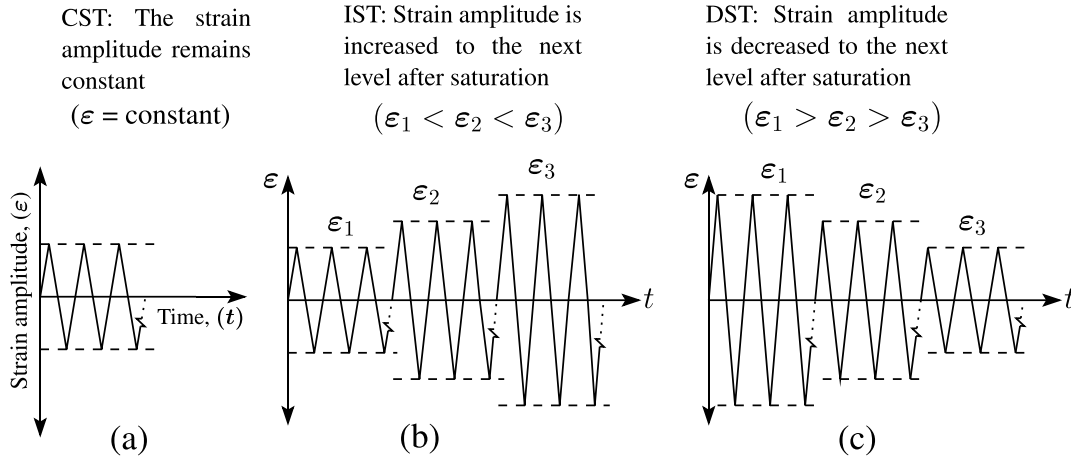 CST: The strain
amplitude remains
constant
(ε = constant)
Strain amplitude, (ε)
Time, (t)
(a)
IST: Strain amplitude is
increased to the next
level after saturation
(ε₁ < ε₂ < ε₃)
ε
ε₁
ε₂
ε₃
t
(b)
DST: Strain amplitude
is decreased to the next
level after saturation
(ε₁ > ε₂ > ε₃)
ε
ε₁
ε₂
ε₃
t
(c)